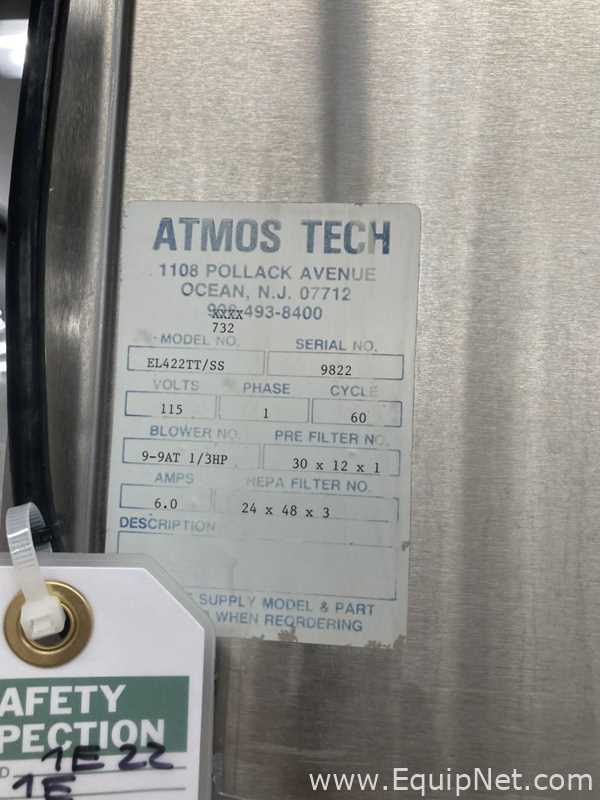 ATMOS TECH
1108 POLLACK AVENUE
OCEAN, N.J. 07712
908-493-8400
XXXX
732
MODEL NO. SERIAL NO.
EL422TT/SS 9822
VOLTS PHASE CYCLE
115 1 60
BLOWER NO. PRE FILTER NO.
9-9AT 1/3HP 30 x 12 x 1
AMPS HEPA FILTER NO.
6.0 24 x 48 x 3
DESCRIPTION
SUPPLY MODEL & PART
WHEN REORDERING
AFETY
PECTION
D 1E22
1E
www.EquipNet.com